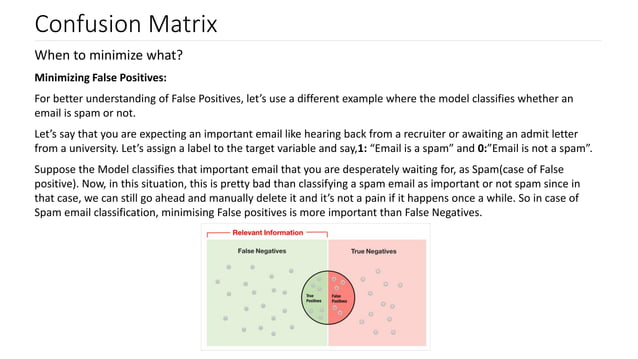 Confusion Matrix
When to minimize what?
Minimizing False Positives:
For better understanding of False Positives, let’s use a different example where the model classifies whether an
email is spam or not.
Let’s say that you are expecting an important email like hearing back from a recruiter or awaiting an admit letter
from a university. Let’s assign a label to the target variable and say,1: “Email is a spam” and 0:”Email is not a spam”.
Suppose the Model classifies that important email that you are desperately waiting for, as Spam(case of False
positive). Now, in this situation, this is pretty bad than classifying a spam email as important or not spam since in
that case, we can still go ahead and manually delete it and it’s not a pain if it happens once a while. So in case of
Spam email classification, minimising False positives is more important than False Negatives.
Relevant Information
False Negatives
True Negatives
True Positives
False Positives